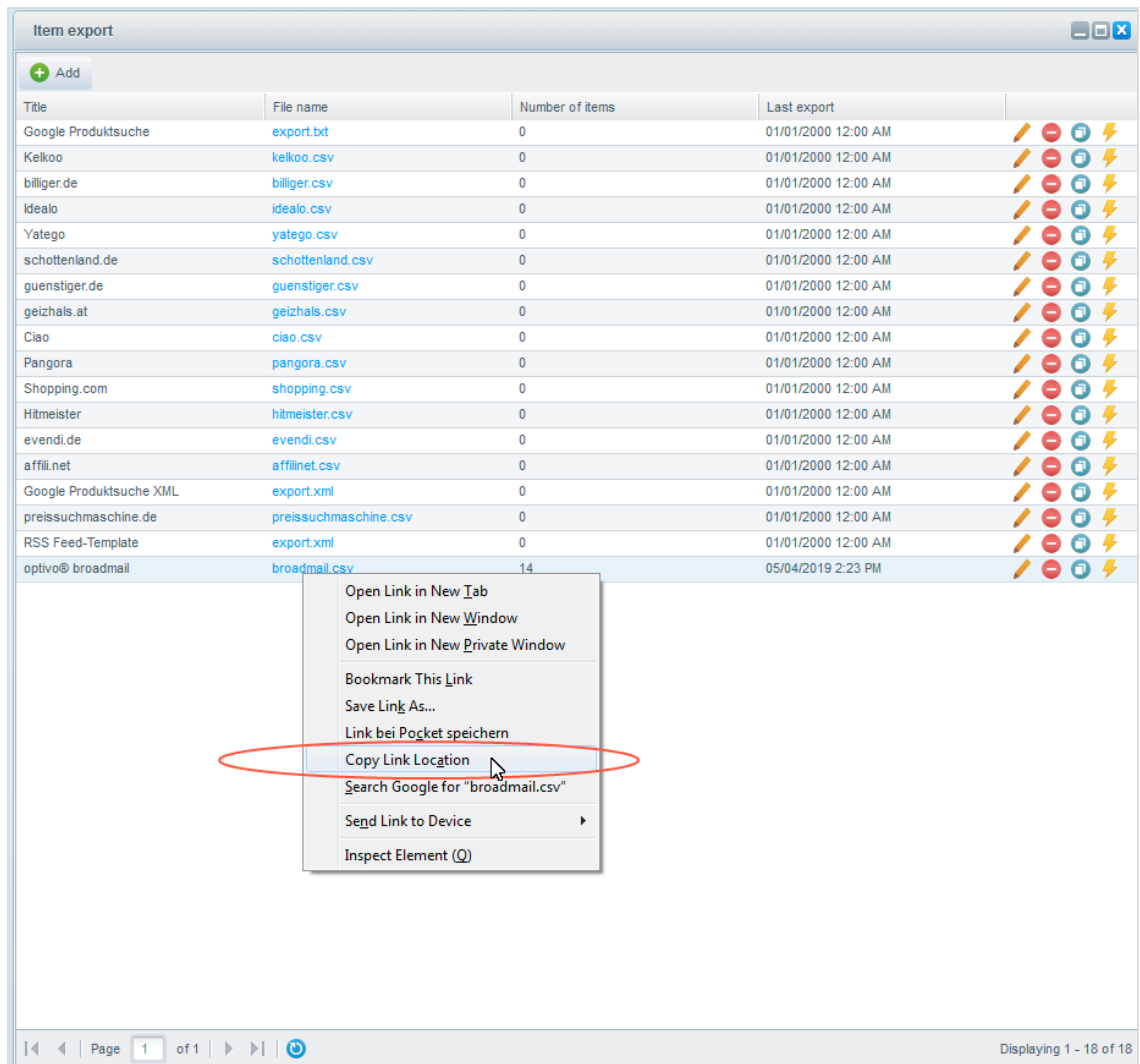 Item export
Add
Title File name Number of items Last export
Google Produktsuche export.txt 0 01/01/2000 12:00 AM
Kelkoo kelkoo.csv 0 01/01/2000 12:00 AM
billiger.de billiger.csv 0 01/01/2000 12:00 AM
Idealo idealo.csv 0 01/01/2000 12:00 AM
Yatego yatego.csv 0 01/01/2000 12:00 AM
schottenland.de schottenland.csv 0 01/01/2000 12:00 AM
guenstiger.de guenstiger.csv 0 01/01/2000 12:00 AM
geizhals.at geizhals.csv 0 01/01/2000 12:00 AM
Ciao ciao.csv 0 01/01/2000 12:00 AM
Pangora pangora.csv 0 01/01/2000 12:00 AM
Shopping.com shopping.csv 0 01/01/2000 12:00 AM
Hitmeister hitmeister.csv 0 01/01/2000 12:00 AM
evendi.de evendi.csv 0 01/01/2000 12:00 AM
affili.net affilinet.csv 0 01/01/2000 12:00 AM
Google Produktsuche XML export.xml 0 01/01/2000 12:00 AM
preissuchmaschine.de preissuchmaschine.csv 0 01/01/2000 12:00 AM
RSS Feed-Template export.xml 0 01/01/2000 12:00 AM
optivo® broadmail broadmail.csv 14 05/04/2019 2:23 PM
Open Link in New Tab
Open Link in New Window
Open Link in New Private Window
Bookmark This Link
Save Link As...
Link bei Pocket speichern
Copy Link Location
Search Google for "broadmail.csv"
Send Link to Device
Inspect Element (Q)
Page 1 of 1 Displaying 1 - 18 of 18